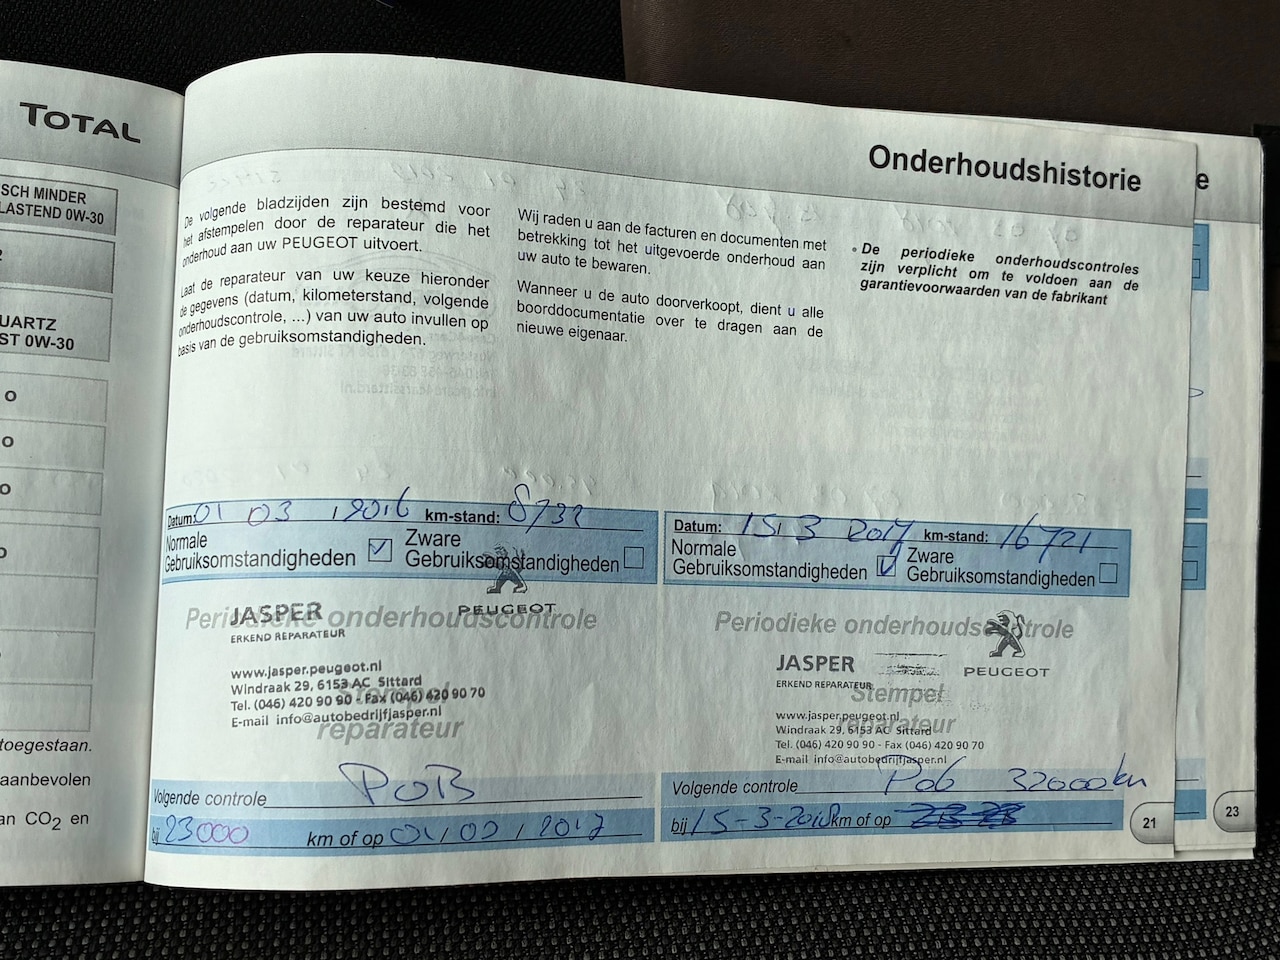 TOTAL
SCH MINDER
LASTEND 0W-30
UARTZ
ST 0W-30
O
O
O
toegestaan.
aanbevolen
an CO2 en
Onderhoudshistorie
e
De volgende bladzijden zijn bestemd voor
het afstempelen door de reparateur die het
onderhoud aan uw PEUGEOT uitvoert.
Laat de reparateur van uw keuze hieronder
de gegevens (datum, kilometerstand, volgende
onderhoudscontrole, ...) van uw auto invullen op
basis van de gebruiksomstandigheden.
Wij raden u aan de facturen en documenten met
betrekking tot het uitgevoerde onderhoud aan
uw auto te bewaren.
Wanneer u de auto doorverkoopt, dient u alle
boorddocumentatie over te dragen aan de
nieuwe eigenaar.
• De periodieke onderhoudscontroles
zijn verplicht om te voldoen aan de
garantievoorwaarden van de fabrikant
Datum: 01 03 2016 km-stand: 8732
Normale
Gebruiksomstandigheden
Zware
Gebruiksomstandigheden
Periodieke onderhoudscontrole
JASPER
ERKEND REPARATEUR
PEUGEOT
www.jasper.peugeot.nl
Windraak 29, 6153 AC Sittard
Tel. (046) 420 90 90 - Fax (046) 420 90 70
E-mail info@autobedrijfjasper.nl
Stempel
reparateur
Volgende controle POB
bij 23000 km of op 01/03/2017
Datum: 15 3 2017 km-stand: 16721
Normale
Gebruiksomstandigheden
Zware
Gebruiksomstandigheden
Periodieke onderhoudscontrole
JASPER
ERKEND REPARATEUR
PEUGEOT
www.jasper.peugeot.nl
Windraak 29, 6153 AC Sittard
Tel. (046) 420 90 90 - Fax (046) 420 90 70
E-mail info@autobedrijfjasper.nl
Stempel
reparateur
Volgende controle PoB 32000km
bij 15-3-2018 km of op
21
23